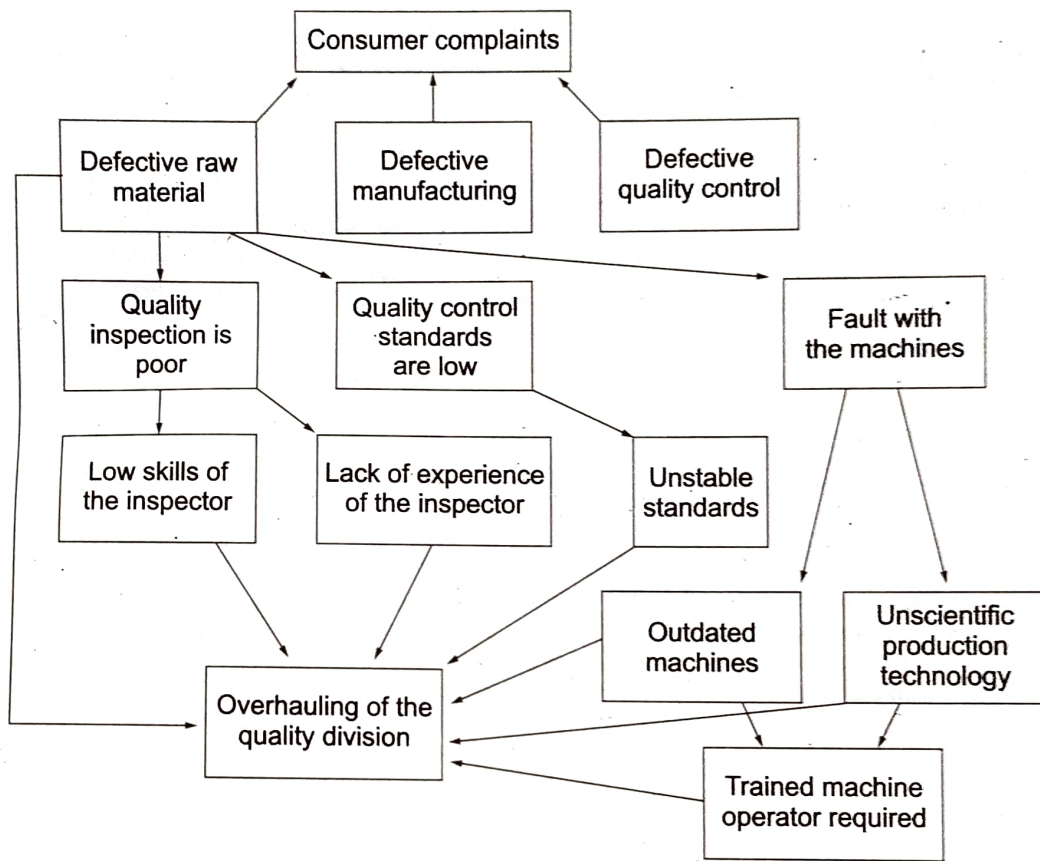 Consumer complaints
Defective raw
material
Defective
manufacturing
Defective
quality control
Quality
inspection is
poor
Quality control
standards
are low
Fault with
the machines
Low skills of
the inspector
Lack of experience
of the inspector
Unstable
standards
Outdated
machines
Unscientific
production
technology
Overhauling of the
quality division
Trained machine
operator required